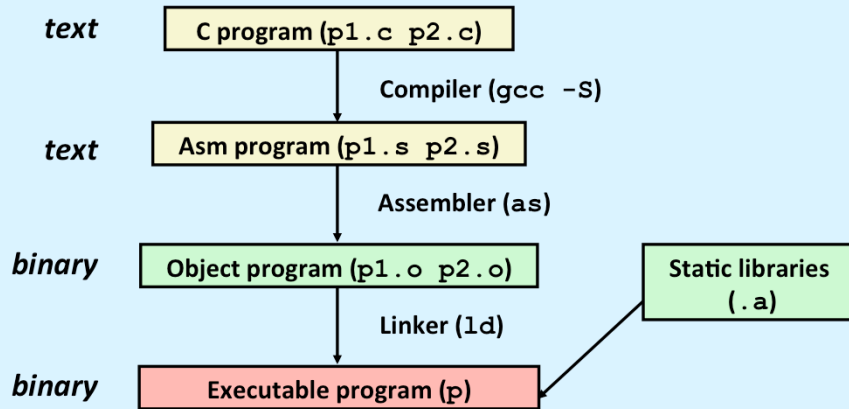 text
C program (p1.c p2.c)
Compiler (gcc -S)
text
Asm program (p1.s p2.s)
Assembler (as)
binary
Object program (p1.o p2.o)
Static libraries
(.a)
Linker (ld)
binary
Executable program (p)